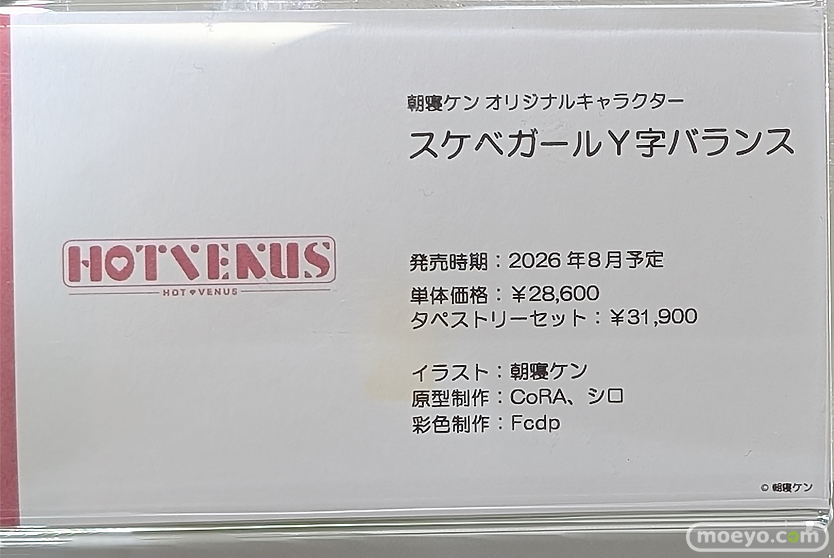 朝寝ケン オリジナルキャラクター
スケベガールY字バランス
HOTVENUS
HOT♥VENUS
発売時期：2026年8月予定
単体価格：￥28,600
タペストリーセット：￥31,900
イラスト：朝寝ケン
原型制作：CoRA、シロ
彩色制作：Fcdp
© 朝寝ケン
moeyo.com